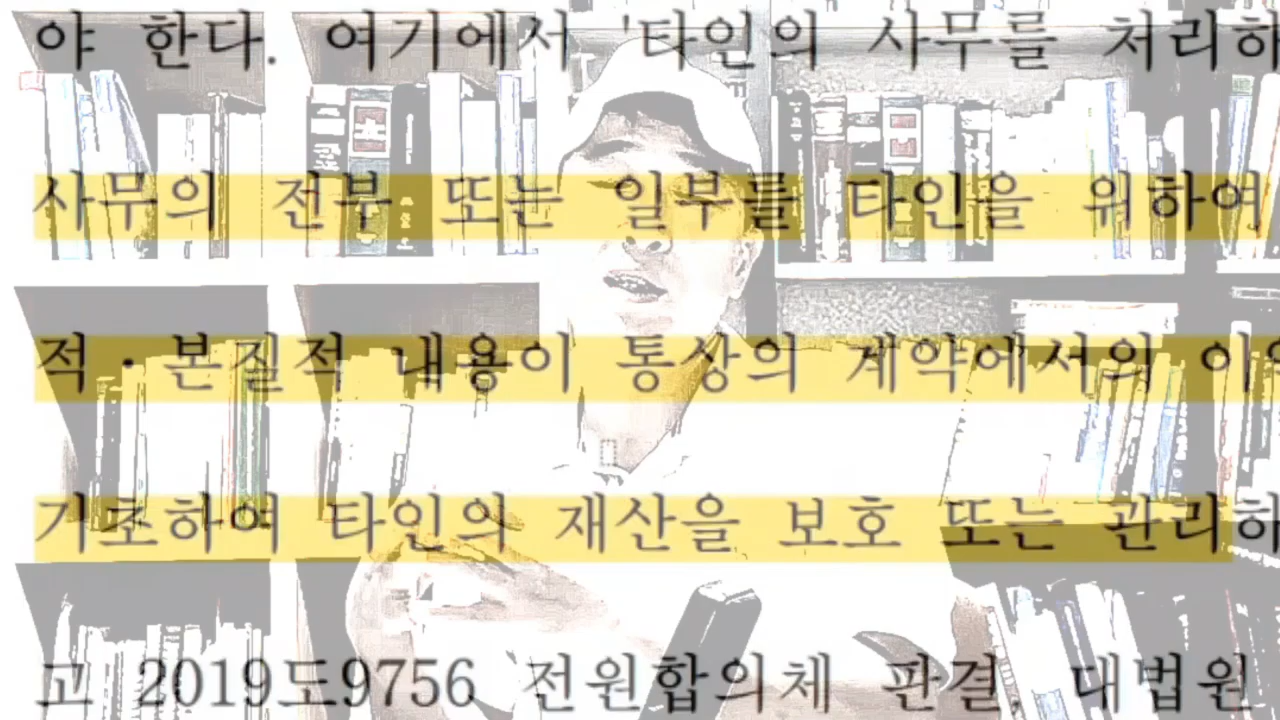 야 한다. 여기에서 '타인의 사무를 처리하
사무의 전부 또는 일부를 타인을 위하여
적·본질적 내용이 통상의 계약에서의
기초하여 타인의 재산을 보호 또는 관리하
고 2019도9756 전원합의체 판결, 대법원